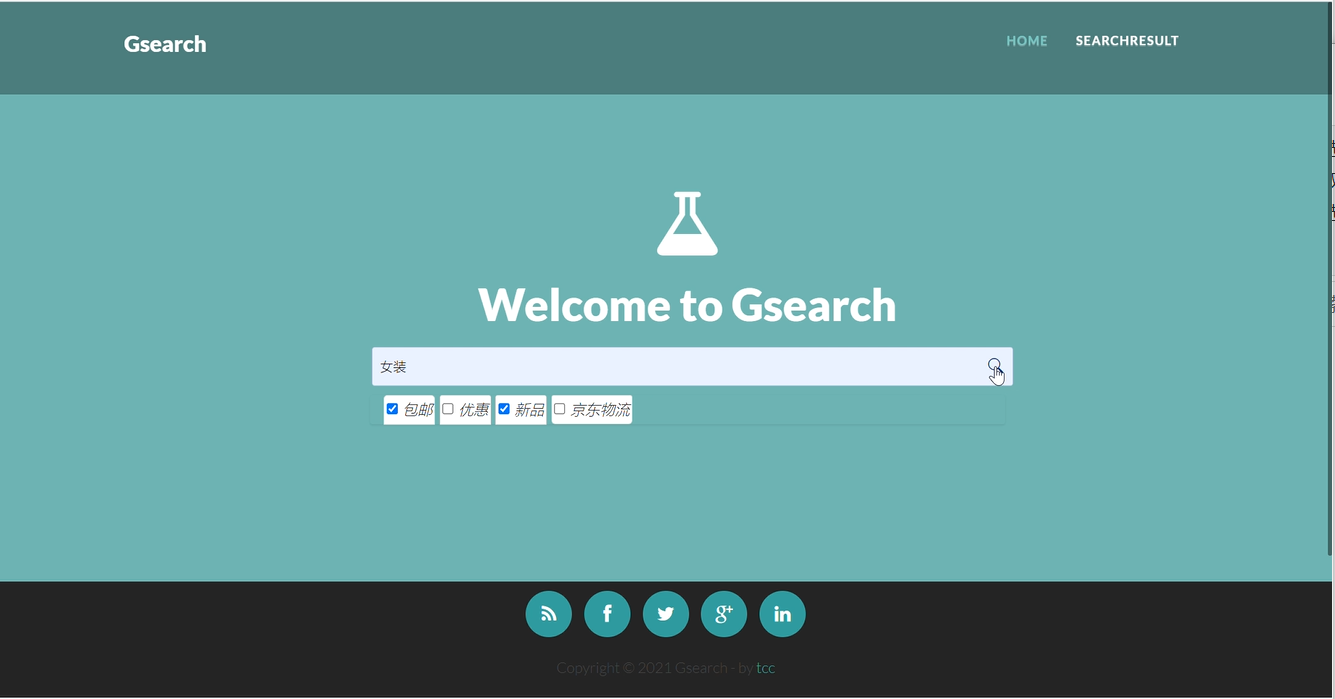 Gsearch
HOME SEARCHRESULT
Welcome to Gsearch
女装
包邮 优惠 新品 京东物流
Copyright © 2021 Gsearch - by tcc